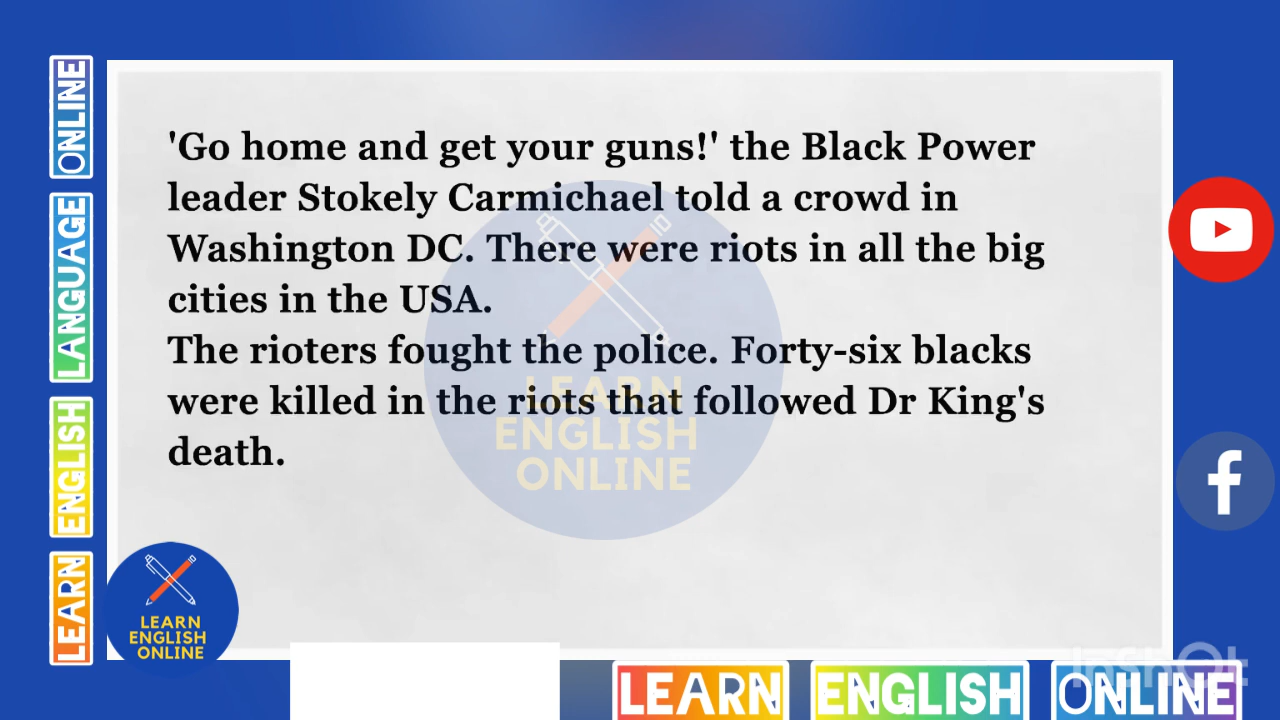 'Go home and get your guns!' the Black Power
leader Stokely Carmichael told a crowd in
Washington DC. There were riots in all the big
cities in the USA.
The rioters fought the police. Forty-six blacks
were killed in the riots that followed Dr King's
death.
LEARN
ENGLISH
ONLINE
LEARN ENGLISH LANGUAGE ONLINE
LEARN
ENGLISH
ONLINE
LEARN ENGLISH ONLINE
InShOt